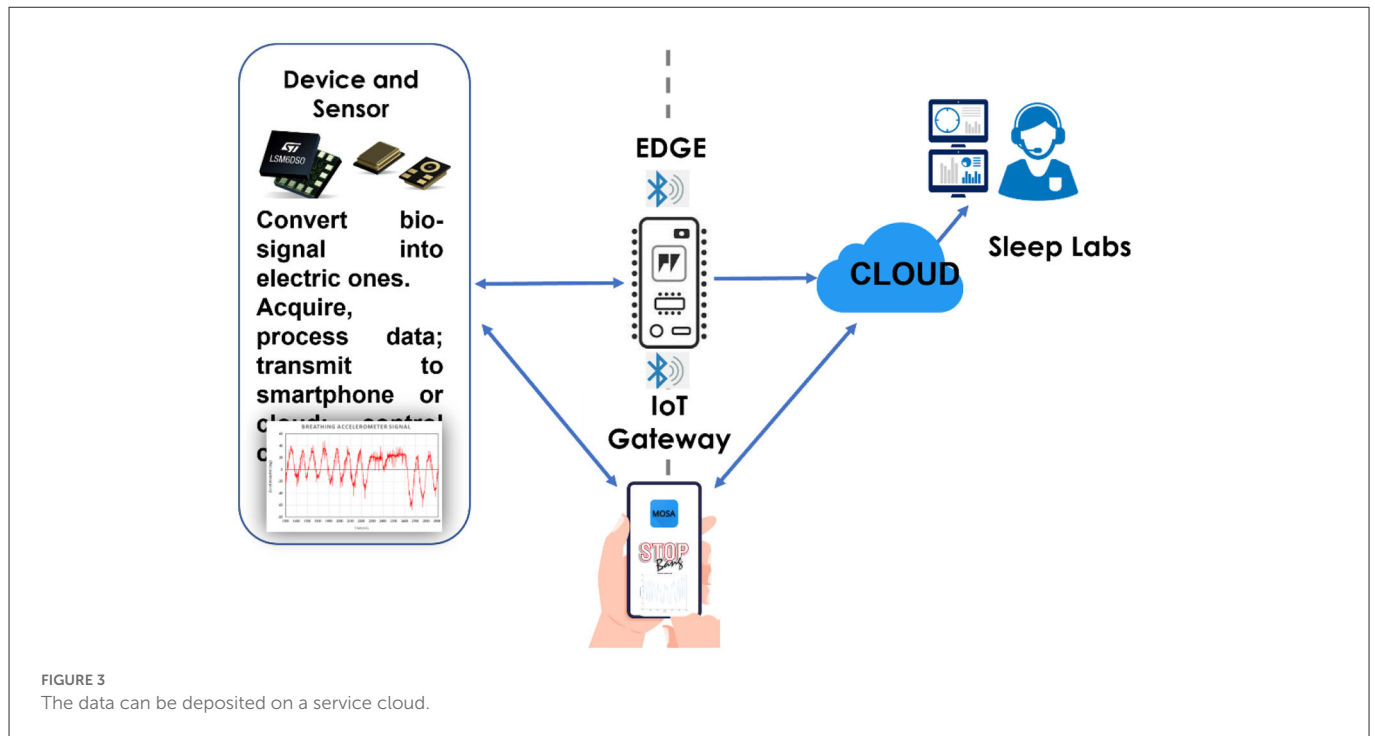 Device and
Sensor
LSM6DSO
Convert bio-
signal into
electric ones.
Acquire,
process data;
transmit to
smartphone or
BREATHING ACCELEROMETER SIGNAL
EDGE
IoT
Gateway
MOSA
STOP
Bang
CLOUD
Sleep Labs
FIGURE 3
The data can be deposited on a service cloud.